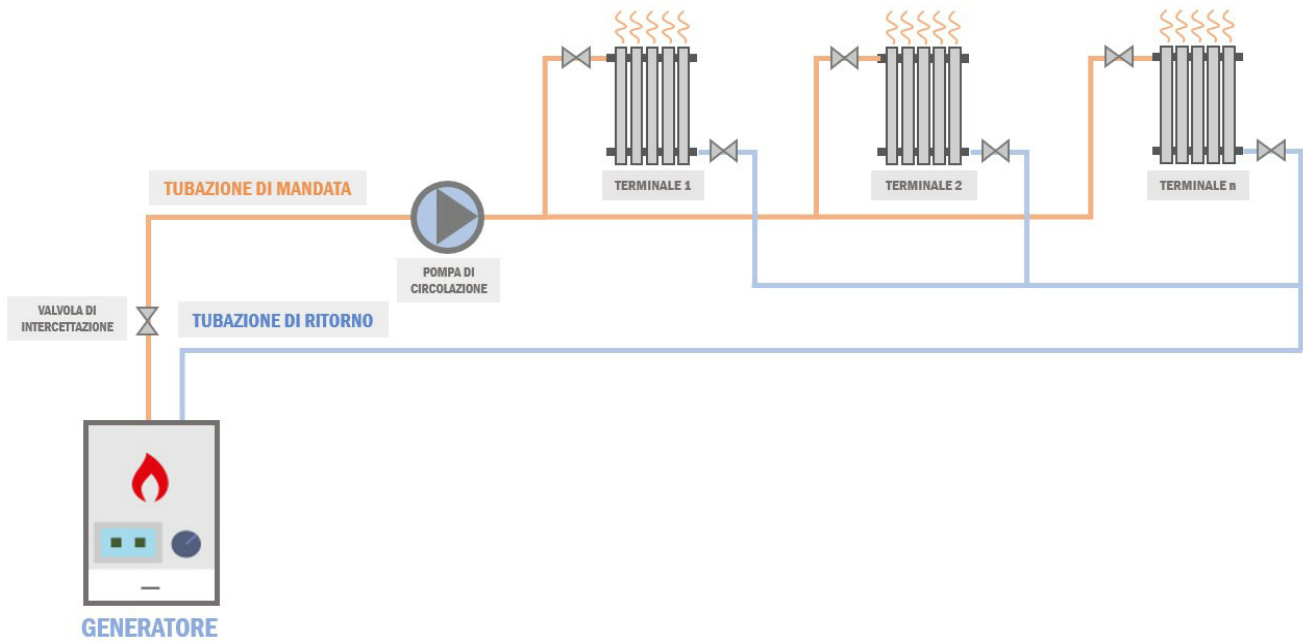 TERMINALE 1
TERMINALE 2
TERMINALE n
TUBAZIONE DI MANDATA
POMPA DI
CIRCOLAZIONE
VALVOLA DI
INTERCETTAZIONE
TUBAZIONE DI RITORNO
GENERATORE